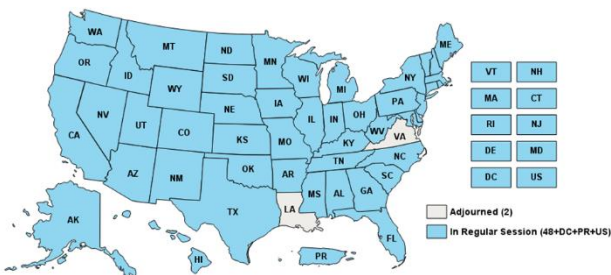 WA
MT
ND
MN
ME
OR
ID
SD
WI
NY
VT NH
WY
MI
MA CT
NE
IA
PA
NV
IL IN OH
RI NJ
UT
CO
WV VA
CA
KS
MO
KY
DE MD
TN
NC
AZ
NM
OK
AR
SC
DC US
MS AL GA
TX
LA
Adjourned (2)
AK
FL
In Regular Session (48+DC+PR+US)
HI
PR